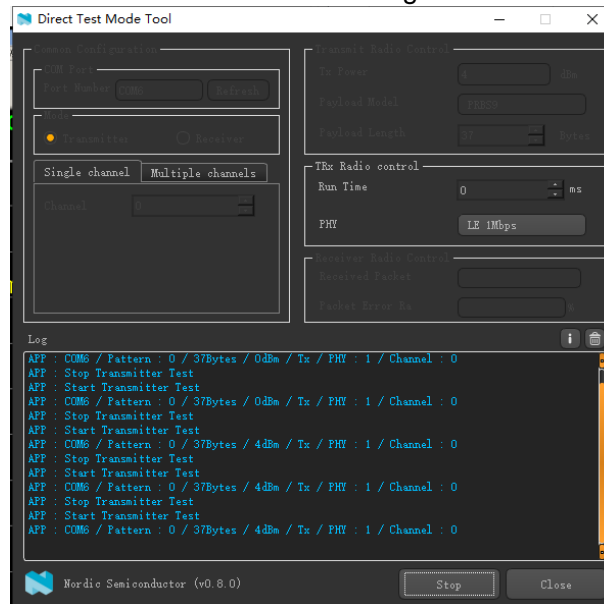 Direct Test Mode Tool
Common Configuration
COM Port
Port Number COM6 Refresh
Mode
Transmitter Receiver
Single channel Multiple channels
Channel 0
Transmit Radio Control
Tx Power 4 dBm
Payload Model PRBS9
Payload Length 37 Bytes
TRx Radio control
Run Time 0 ms
PHY LE 1Mbps
Receiver Radio Control
Received Packet
Packet Error Ra %
Log
APP : COM6 / Pattern : 0 / 37Bytes / 0dBm / Tx / PHY : 1 / Channel : 0
APP : Stop Transmitter Test
APP : Start Transmitter Test
APP : COM6 / Pattern : 0 / 37Bytes / 0dBm / Tx / PHY : 1 / Channel : 0
APP : Stop Transmitter Test
APP : Start Transmitter Test
APP : COM6 / Pattern : 0 / 37Bytes / 4dBm / Tx / PHY : 1 / Channel : 0
APP : Stop Transmitter Test
APP : Start Transmitter Test
APP : COM6 / Pattern : 0 / 37Bytes / 4dBm / Tx / PHY : 1 / Channel : 0
APP : Stop Transmitter Test
APP : Start Transmitter Test
APP : COM6 / Pattern : 0 / 37Bytes / 4dBm / Tx / PHY : 1 / Channel : 0
Nordic Semiconductor (v0.8.0) Stop Close